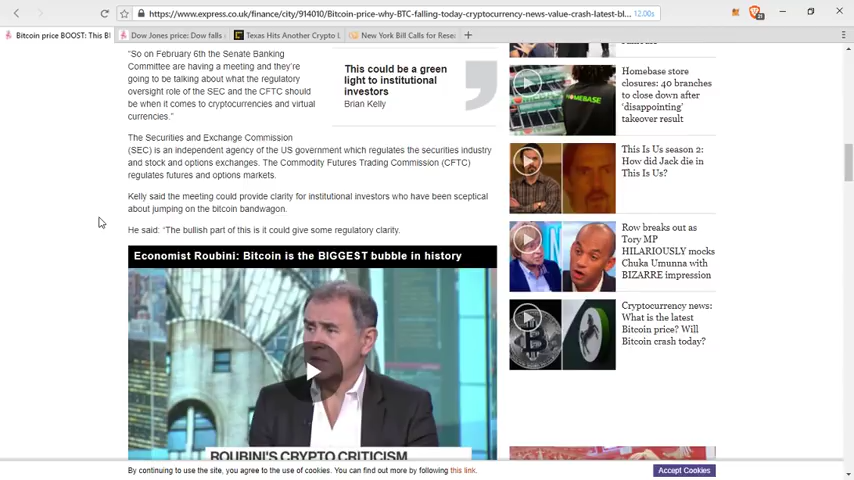 https://www.express.co.uk/finance/city/914010/Bitcoin-price-why-BTC-falling-today-cryptocurrency-news-value-crash-latest-bl...
12.00s
21
Bitcoin price BOOST: This BI
Dow Jones price: Dow falls
Texas Hits Another Crypto L
New York Bill Calls for Rese
"So on February 6th the Senate Banking
Committee are having a meeting and they're
going to be talking about what the regulatory
oversight role of the SEC and the CFTC should
be when it comes to cryptocurrencies and virtual
currencies."
This could be a green
light to institutional
investors
Brian Kelly
The Securities and Exchange Commission
(SEC) is an independent agency of the US government which regulates the securities industry
and stock and options exchanges. The Commodity Futures Trading Commission (CFTC)
regulates futures and options markets.
Kelly said the meeting could provide clarity for institutional investors who have been sceptical
about jumping on the bitcoin bandwagon.
He said: "The bullish part of this is it could give some regulatory clarity.
Economist Roubini: Bitcoin is the BIGGEST bubble in history
ROUBINI'S CRYPTO CRITICISM
Homebase store
closures: 40 branches
to close down after
'disappointing'
takeover result
HOMEBASE
This Is Us season 2:
How did Jack die in
This Is Us?
Row breaks out as
Tory MP
HILARIOUSLY mocks
Chuka Umunna with
BIZARRE impression
Cryptocurrency news:
What is the latest
Bitcoin price? Will
Bitcoin crash today?
By continuing to use the site, you agree to the use of cookies. You can find out more by following this link.
Accept Cookies